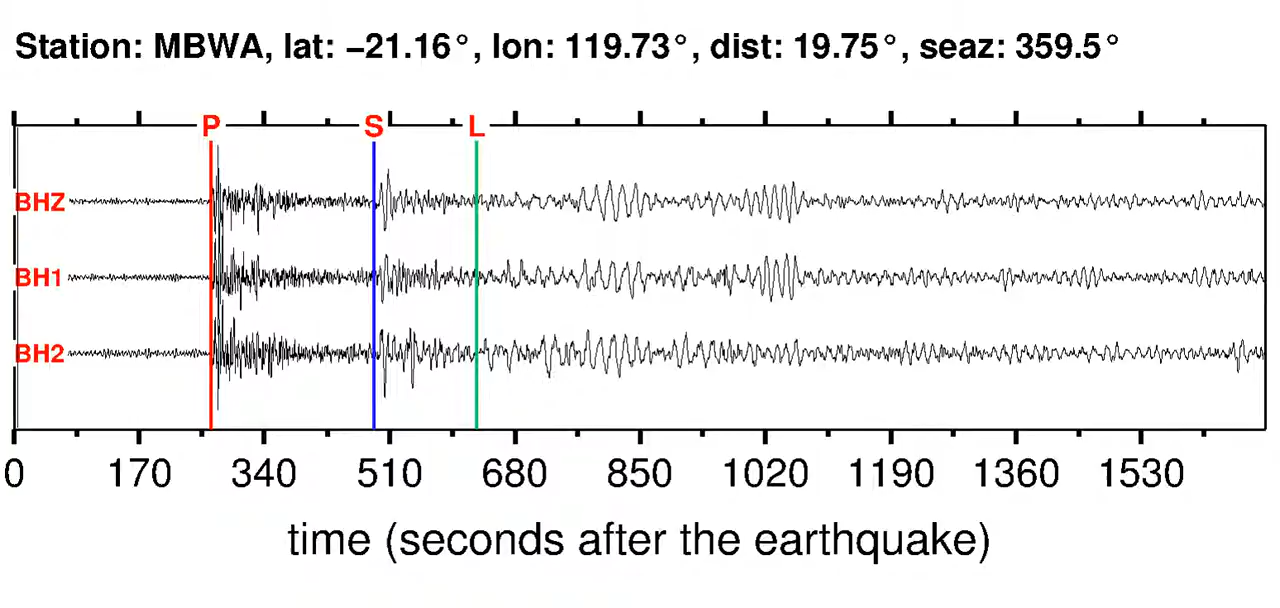 Station: MBWA, lat: −21.16°, lon: 119.73°, dist: 19.75°, seaz: 359.5°
P S L
BHZ
BH1
BH2
0 170 340 510 680 850 1020 1190 1360 1530
time (seconds after the earthquake)